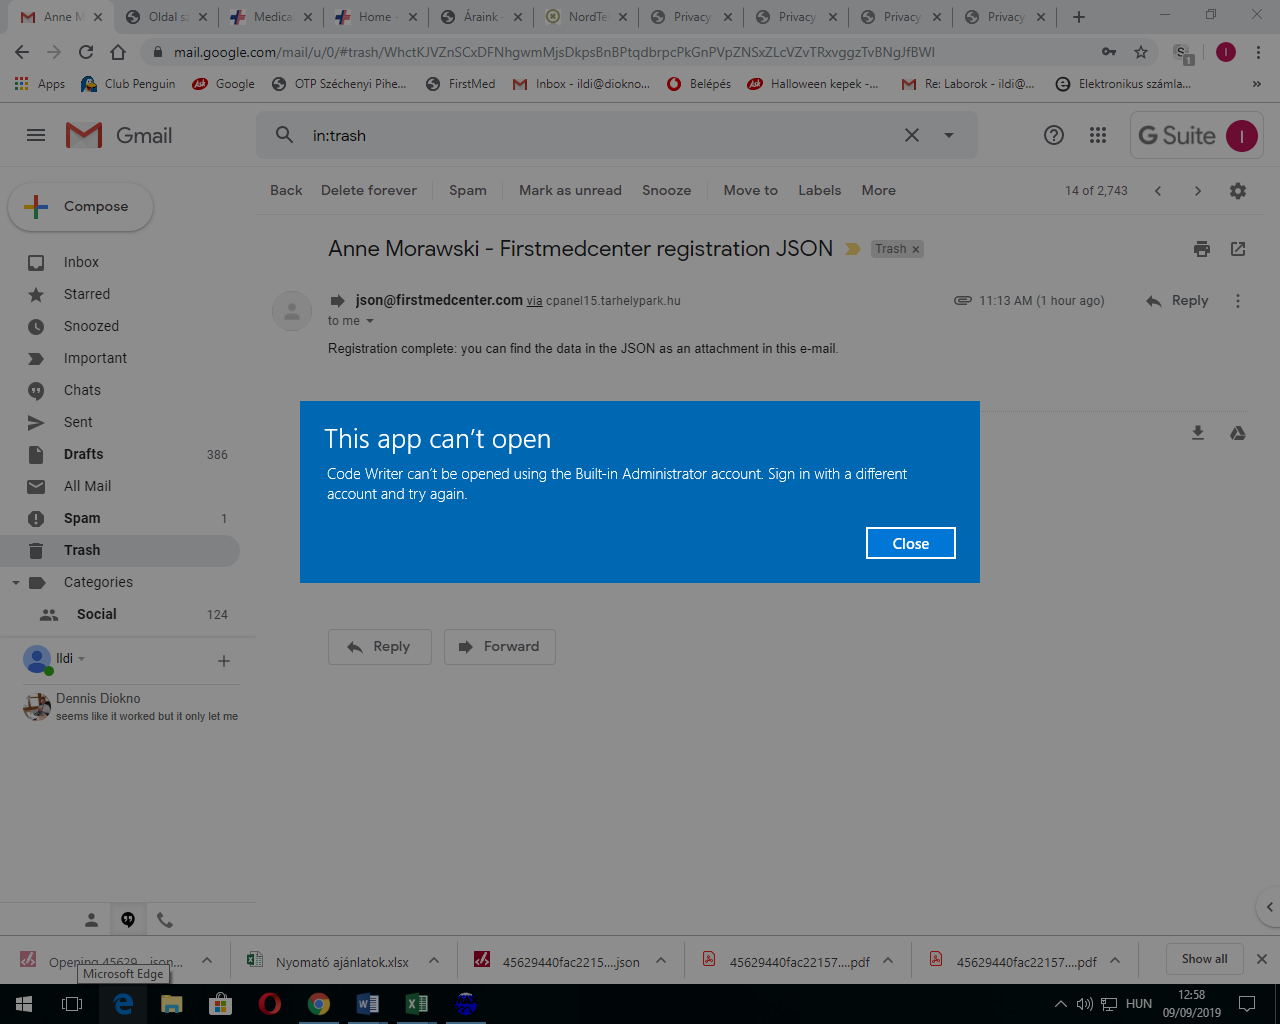 Anne M
Oldal sz
Medica
Home -
Áraink -
NordTe
Privacy
Privacy
Privacy
Privacy
mail.google.com/mail/u/0/#trash/WhctKJVZnSCxDFNhgwmMjsDkpsBnBPtqdbrpcPkGnPVpZNSxZLcVZvTRxvggzTvBNgJfBWl
S
1
I
Apps
Club Penguin
Google
OTP Széchenyi Pihe...
FirstMed
Inbox - ildi@diokno...
Belépés
Halloween kepek -...
Re: Laborok - ildi@...
Elektronikus számla...
»
Gmail
in:trash
G Suite
I
Compose
Back
Delete forever
Spam
Mark as unread
Snooze
Move to
Labels
More
14 of 2,743
Anne Morawski - Firstmedcenter registration JSON
Trash ×
json@firstmedcenter.com via cpanel15.tarhelypark.hu
11:13 AM (1 hour ago)
Reply
to me
Registration complete: you can find the data in the JSON as an attachment in this e-mail.
Inbox
Starred
Snoozed
Important
Chats
Sent
Drafts 386
All Mail
Spam 1
Trash
Categories
Social 124
This app can't open
Code Writer can't be opened using the Built-in Administrator account. Sign in with a different
account and try again.
Close
Reply
Forward
Ildi
Dennis Diokno
seems like it worked but it only let me
Opening 45629...json...
Nyomató ajánlatok.xlsx
45629440fac2215....json
45629440fac22157....pdf
45629440fac22157....pdf
Show all
Microsoft Edge
HUN
12:58
09/09/2019